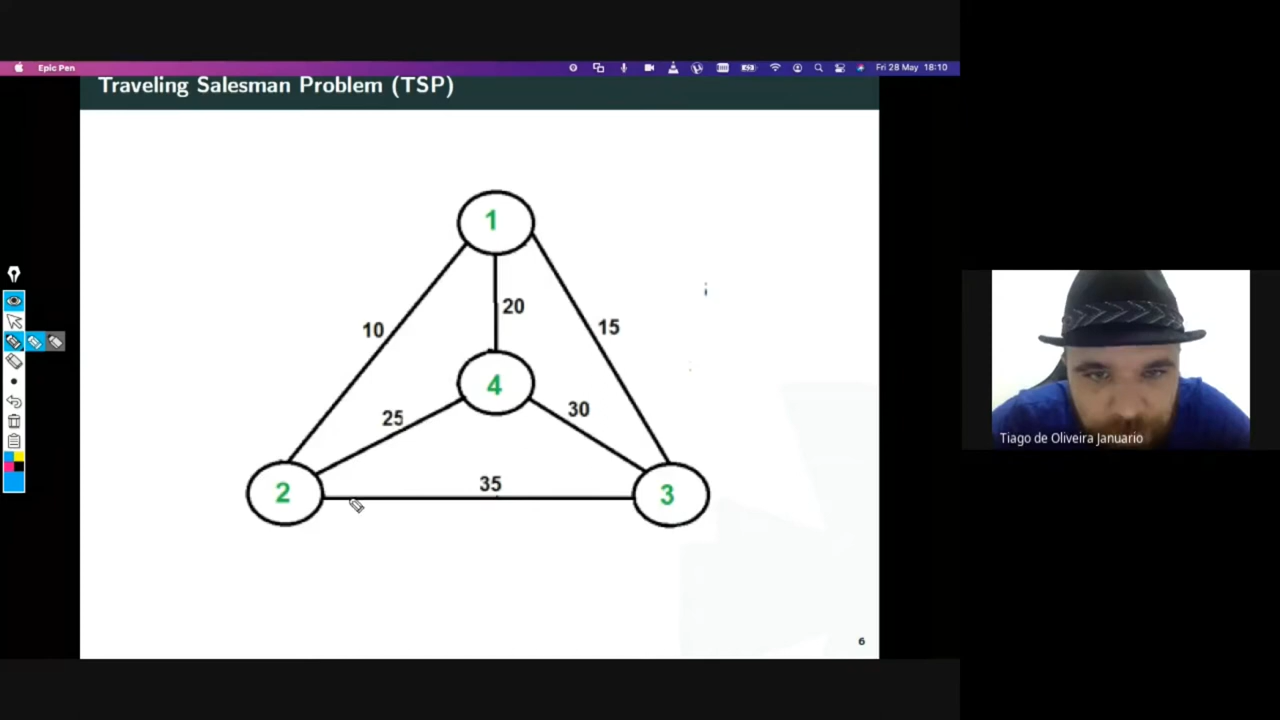 Epic Pen
Fri 28 May 18:10
Traveling Salesman Problem (TSP)
1
20
10
15
4
25
30
35
2
3
Tiago de Oliveira Januario
6